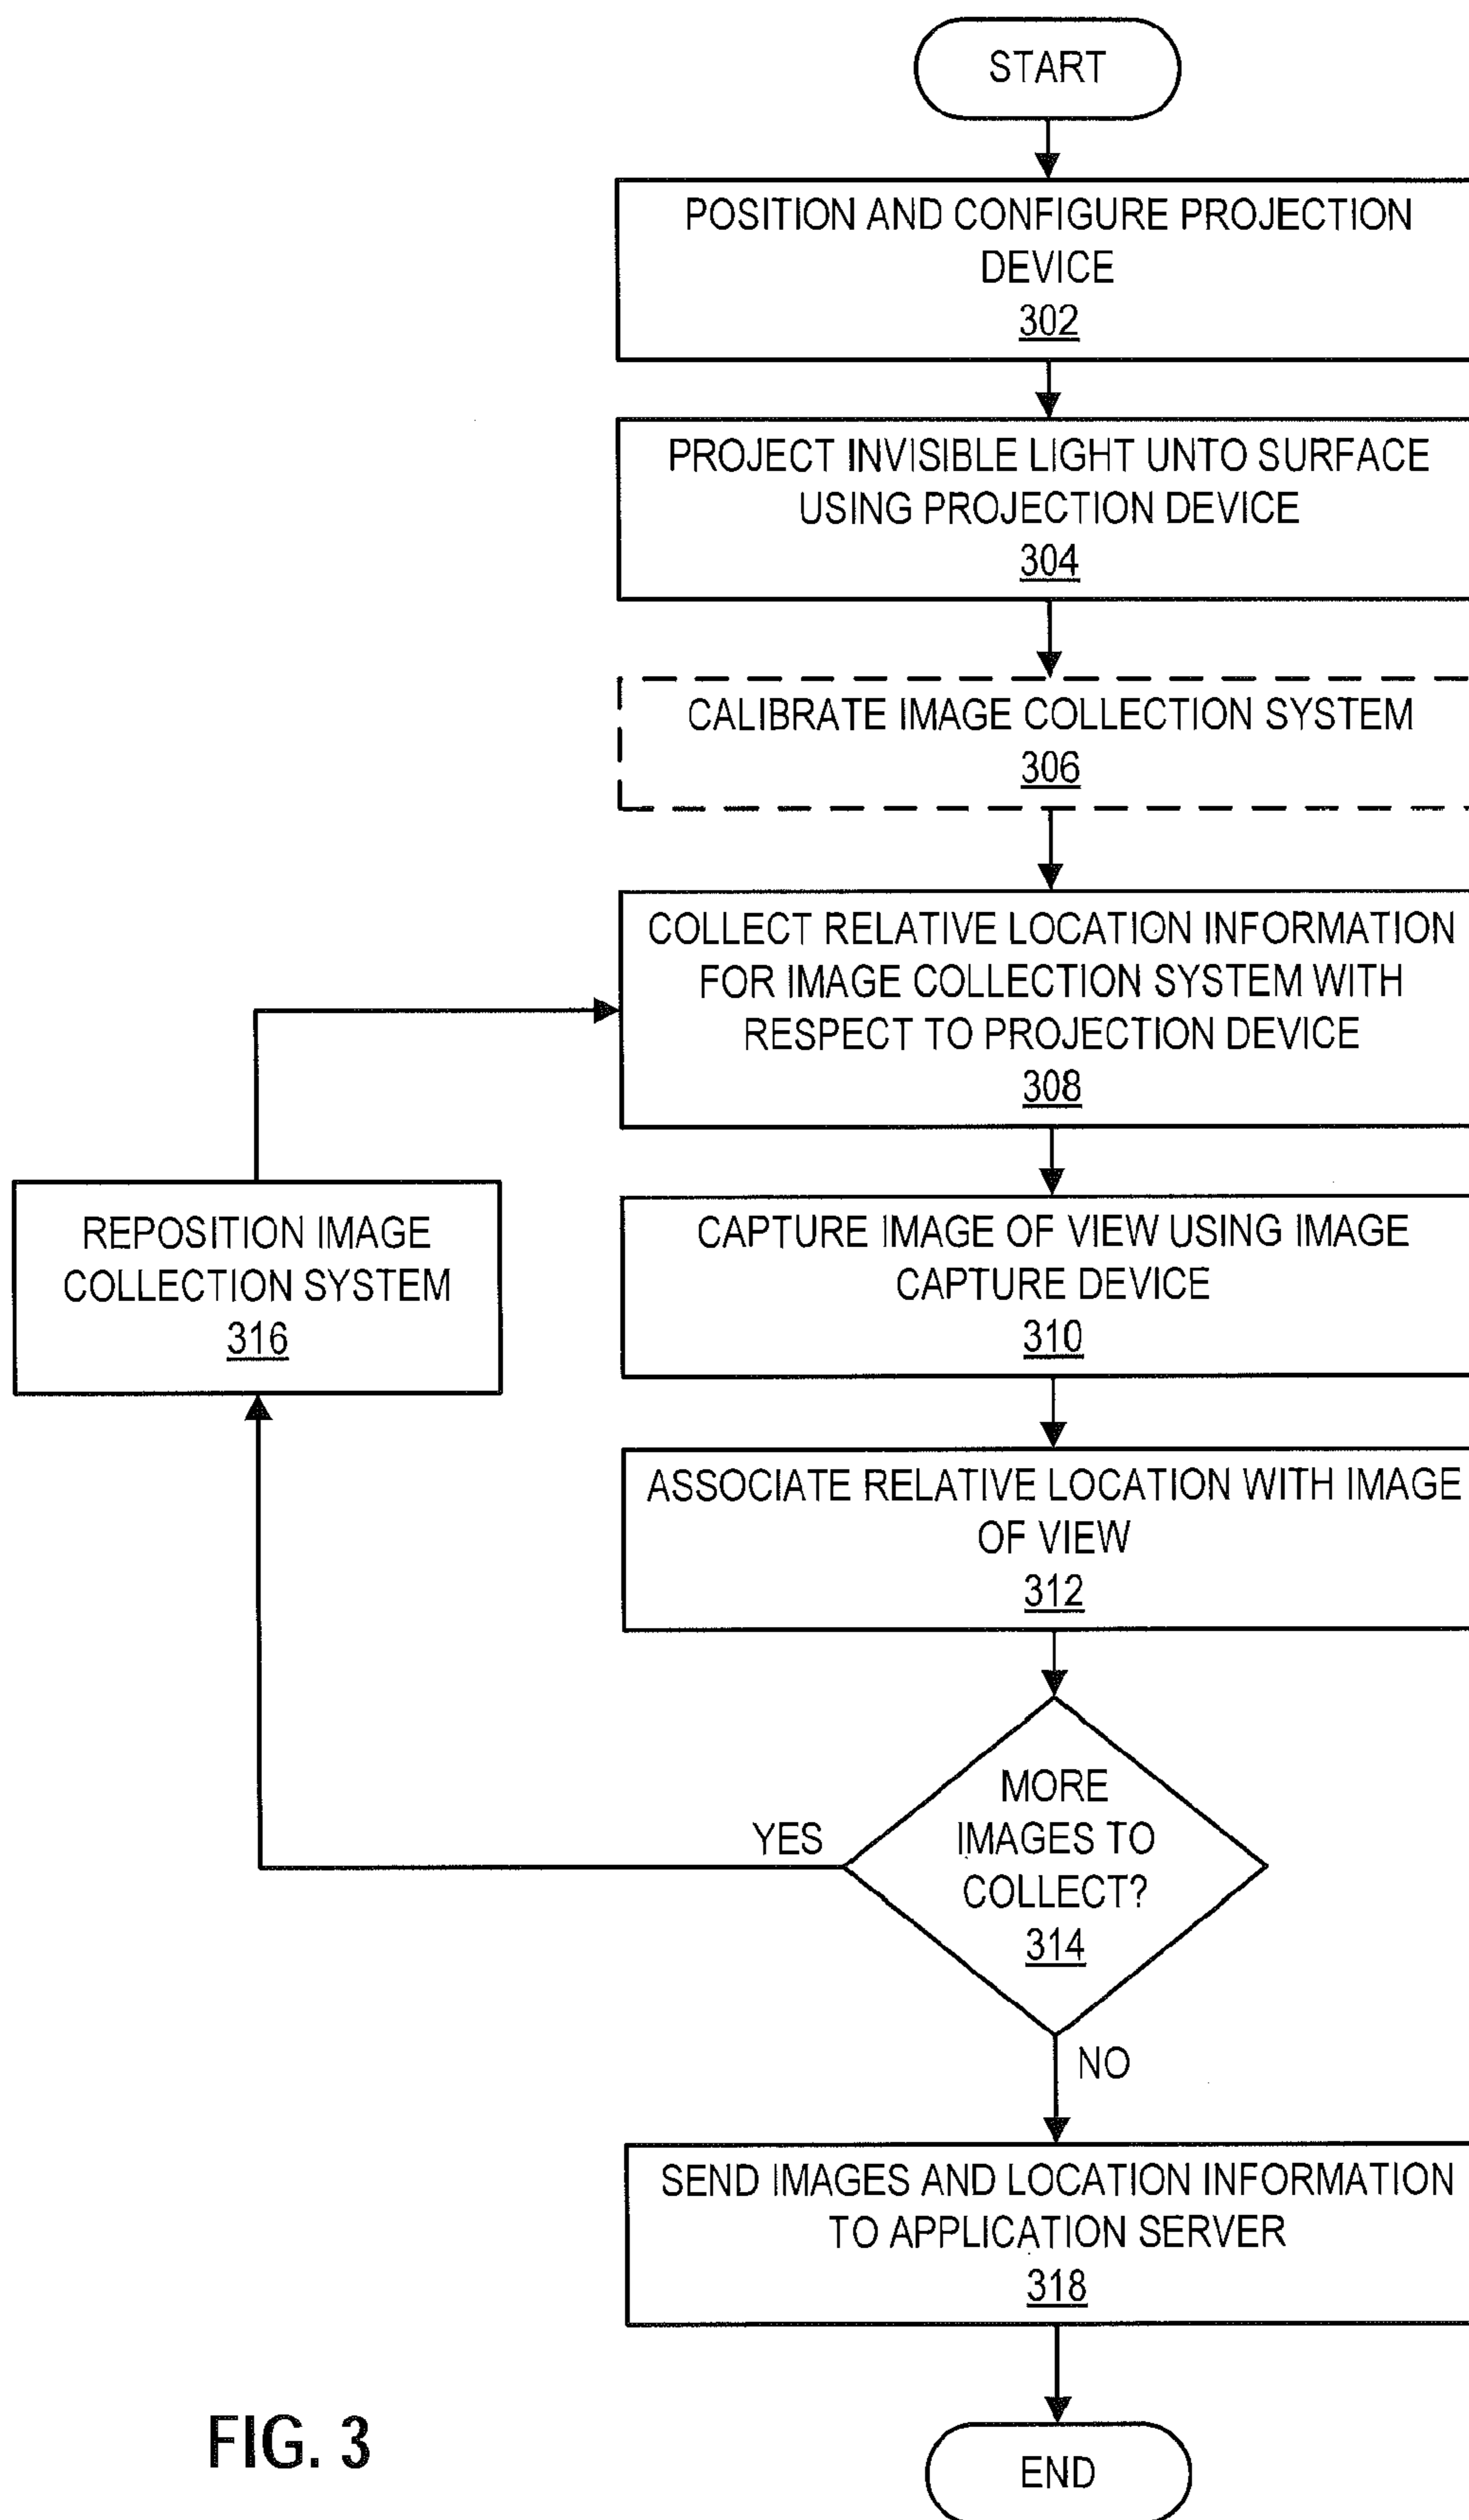 START
POSITION AND CONFIGURE PROJECTION
DEVICE
302
PROJECT INVISIBLE LIGHT UNTO SURFACE
USING PROJECTION DEVICE
304
CALIBRATE IMAGE COLLECTION SYSTEM
306
COLLECT RELATIVE LOCATION INFORMATION
FOR IMAGE COLLECTION SYSTEM WITH
RESPECT TO PROJECTION DEVICE
308
REPOSITION IMAGE
COLLECTION SYSTEM
316
CAPTURE IMAGE OF VIEW USING IMAGE
CAPTURE DEVICE
310
ASSOCIATE RELATIVE LOCATION WITH IMAGE
OF VIEW
312
MORE
IMAGES TO
COLLECT?
314
YES
NO
SEND IMAGES AND LOCATION INFORMATION
TO APPLICATION SERVER
318
END
FIG. 3